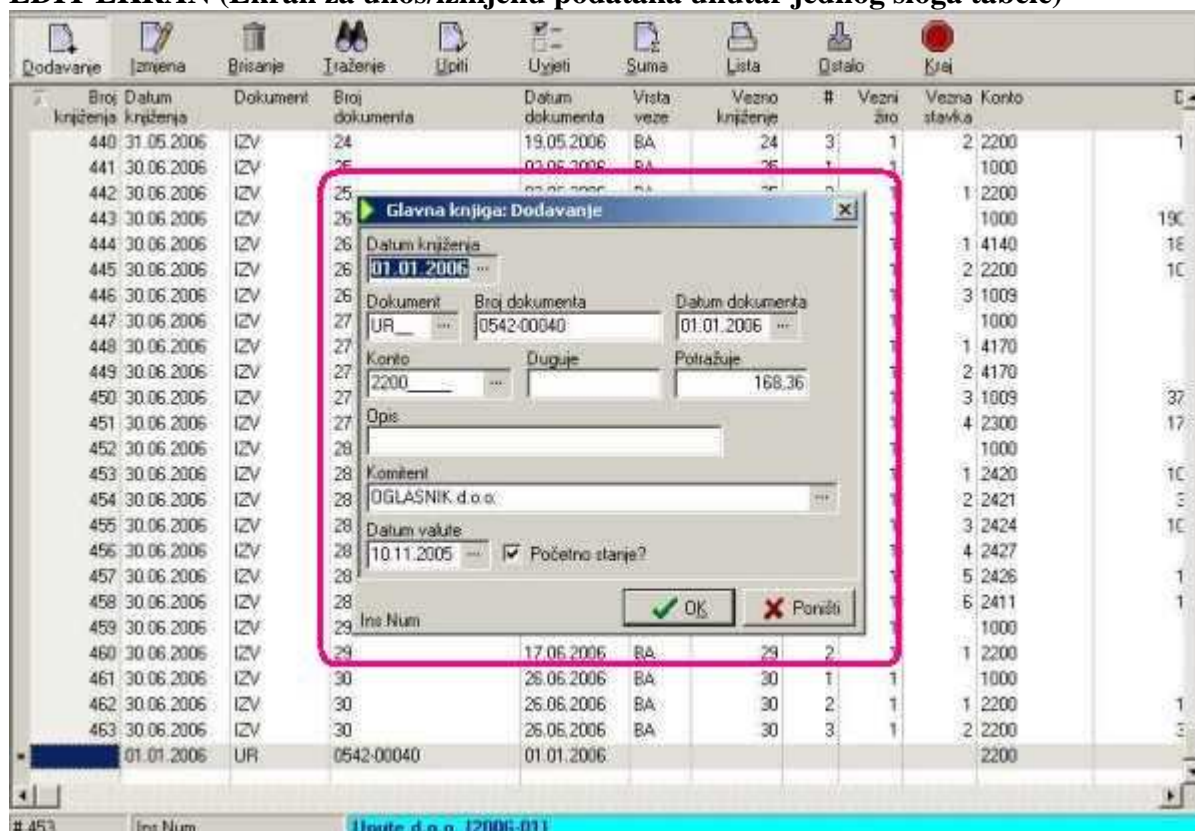 EDIT EKRAN (Ekran za unos/izmjenu podataka unutar jednog sloga tabele)
Dodavanje Izmjena Brisanje Traženje Upiti Uvjeti Suma Lista Ostalo Kraj
Broj knjiženja Datum knjiženja Dokument Broj dokumenta Datum dokumenta Vrsta veze Vezno knjiženje # Vezni žiro Vezna stavka Konto
440 31.05.2006 IZV 24 19.05.2006 BA 24 3 1 2 2200 1
441 30.06.2006 IZV 25 1000
442 30.06.2006 IZV 25 1 2200
443 30.06.2006 IZV 26 1000 190
444 30.06.2006 IZV 26 1 4140
445 30.06.2006 IZV 26 2 2200
446 30.06.2006 IZV 26 3 1009
447 30.06.2006 IZV 27 1000
448 30.06.2006 IZV 27 1 4170
449 30.06.2006 IZV 27 2 4170
450 30.06.2006 IZV 27 3 1009 37
451 30.06.2006 IZV 27 4 2300 17
452 30.06.2006 IZV 28 1000
453 30.06.2006 IZV 28 1 2420
454 30.06.2006 IZV 28 2 2421
455 30.06.2006 IZV 28 3 2424
456 30.06.2006 IZV 28 4 2427
457 30.06.2006 IZV 28 5 2426 1
458 30.06.2006 IZV 28 6 2411 1
459 30.06.2006 IZV 29 1000
460 30.06.2006 IZV 29 17.06.2006 BA 29 2 1 1 2200
461 30.06.2006 IZV 30 26.06.2006 BA 30 1 1 1000
462 30.06.2006 IZV 30 26.06.2006 BA 30 2 1 1 2200 1
463 30.06.2006 IZV 30 26.06.2006 BA 30 3 1 2 2200
01.01.2006 UR 0542-00040 01.01.2006 2200
Glavna knjiga: Dodavanje
Datum knjiženja
01.01.2006 ...
Dokument Broj dokumenta Datum dokumenta
UR__ ... 0542-00040 01.01.2006 ...
Konto Duguje Potražuje
2200_____ ... 168.36
Opis
Komitent
OGLASNIK d.o.o. ...
Datum valute
10.11.2005 ... Početno stanje?
OK Poništi
Ins Num
# 453 Ins Num Upute d.o.o. [2006-01]